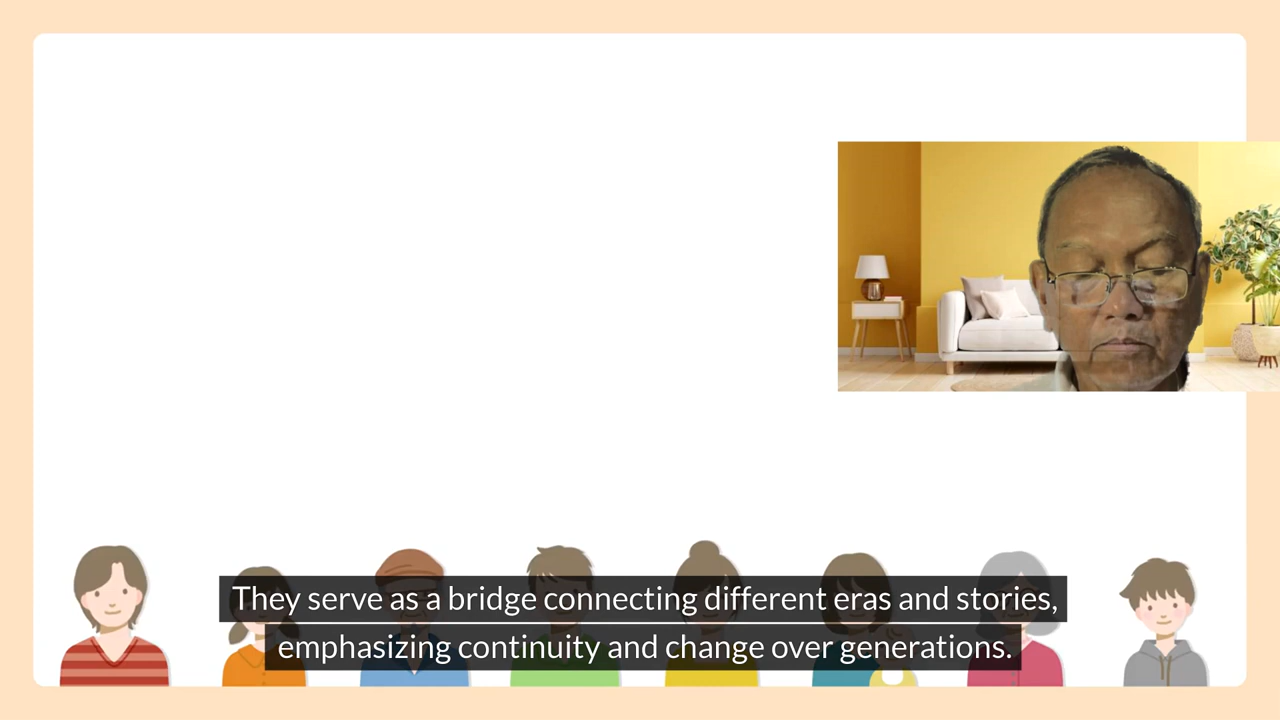 They serve as a bridge connecting different eras and stories,
emphasizing continuity and change over generations.